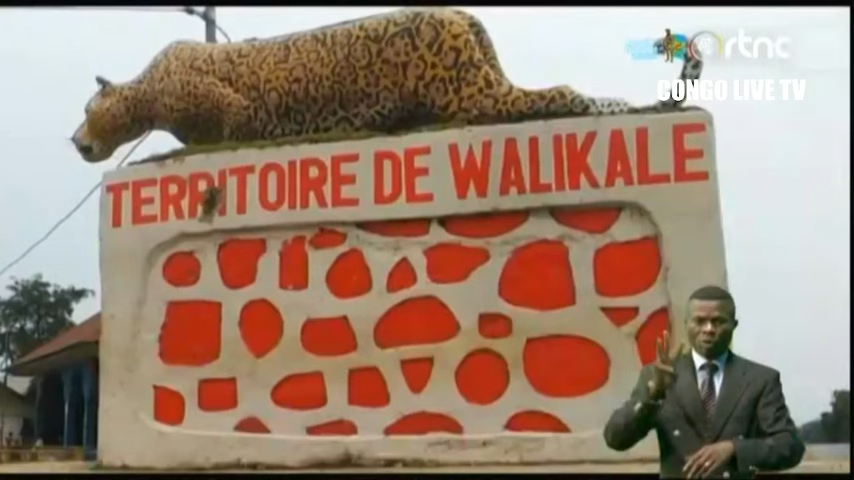 rtnc
CONGO LIVE TV
TERRITOIRE DE WALIKALE